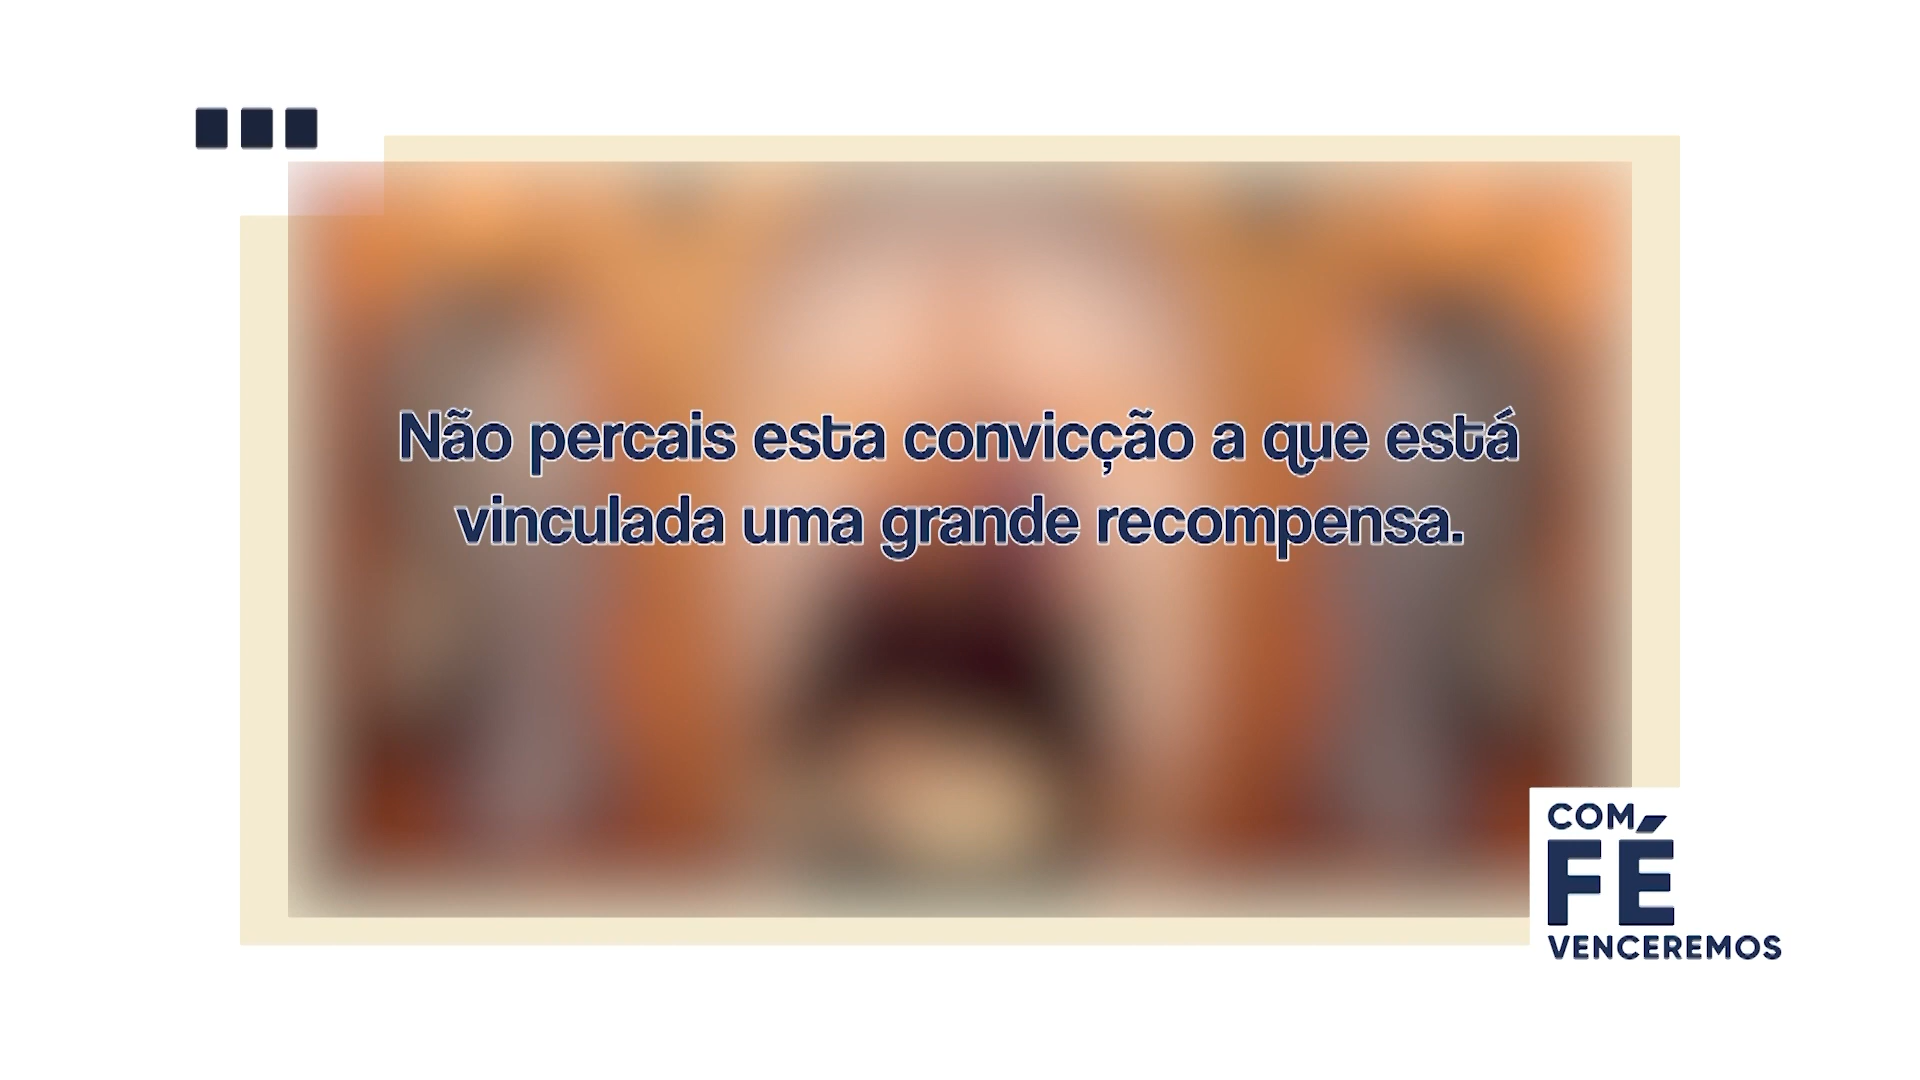 Não percais esta convicção a que está
vinculada uma grande recompensa.
COM
FÉ
VENCEREMOS